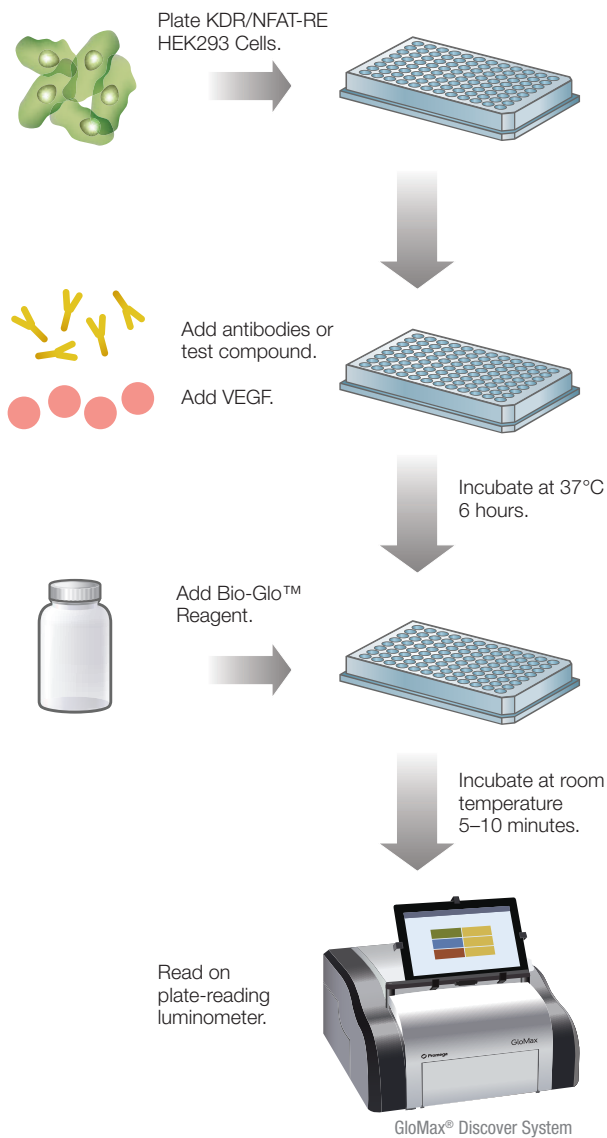 Plate KDR/NFAT-RE
HEK293 Cells.
Add antibodies or
test compound.
Add VEGF.
Incubate at 37°C
6 hours.
Add Bio-Glo™
Reagent.
Incubate at room
temperature
5–10 minutes.
Read on
plate-reading
luminometer.
Promega
GloMax
GloMax® Discover System